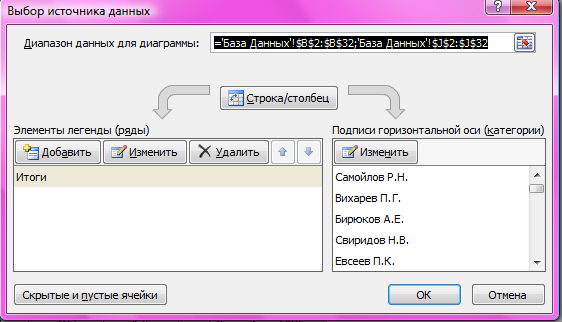 Выбор источника данных
Диапазон данных для диаграммы:
='База Данных'!$B$2:$B$32;'База Данных'!$J$2:$J$32
Строка/столбец
Элементы легенды (ряды)
Добавить
Изменить
Удалить
Итоги
Подписи горизонтальной оси (категории)
Изменить
Самойлов Р.Н.
Вихарев П.Г.
Бирюков А.Е.
Свиридов Н.В.
Евсеев П.К.
Скрытые и пустые ячейки
ОК
Отмена